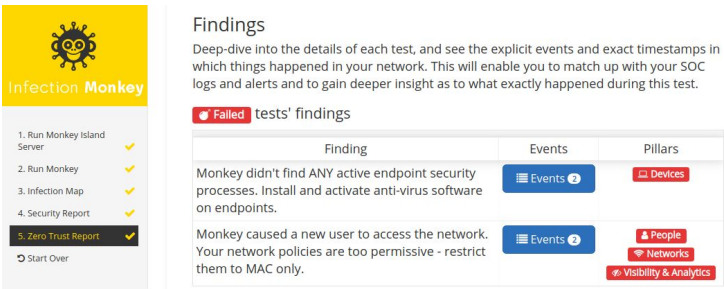 Infection Monkey
1. Run Monkey Island
Server
2. Run Monkey
3. Infection Map
4. Security Report
5. Zero Trust Report
Start Over
Findings
Deep-dive into the details of each test, and see the explicit events and exact timestamps in
which things happened in your network. This will enable you to match up with your SOC
logs and alerts and to gain deeper insight as to what exactly happened during this test.
Failed tests' findings
Finding Events Pillars
Monkey didn't find ANY active endpoint security
processes. Install and activate anti-virus software
on endpoints.
Events 2
Devices
Monkey caused a new user to access the network.
Your network policies are too permissive - restrict
them to MAC only.
Events 2
People
Networks
Visibility & Analytics